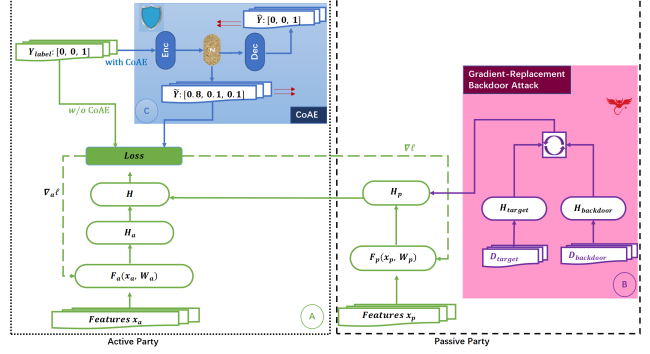 Ŷ: [0, 0, 1]
Y_label: [0, 0, 1]
with CoAE
Enc
Z
Dec
Ỹ: [0.8, 0.1, 0.1]
C
CoAE
w/o CoAE
Gradient-Replacement
Backdoor Attack
Loss
∇ℓ
∇_aℓ
H
H_p
H_target
H_backdoor
H_a
F_a(x_a, W_a)
F_p(x_p, W_p)
D_target
D_backdoor
B
A
Features x_a
Features x_p
Active Party
Passive Party